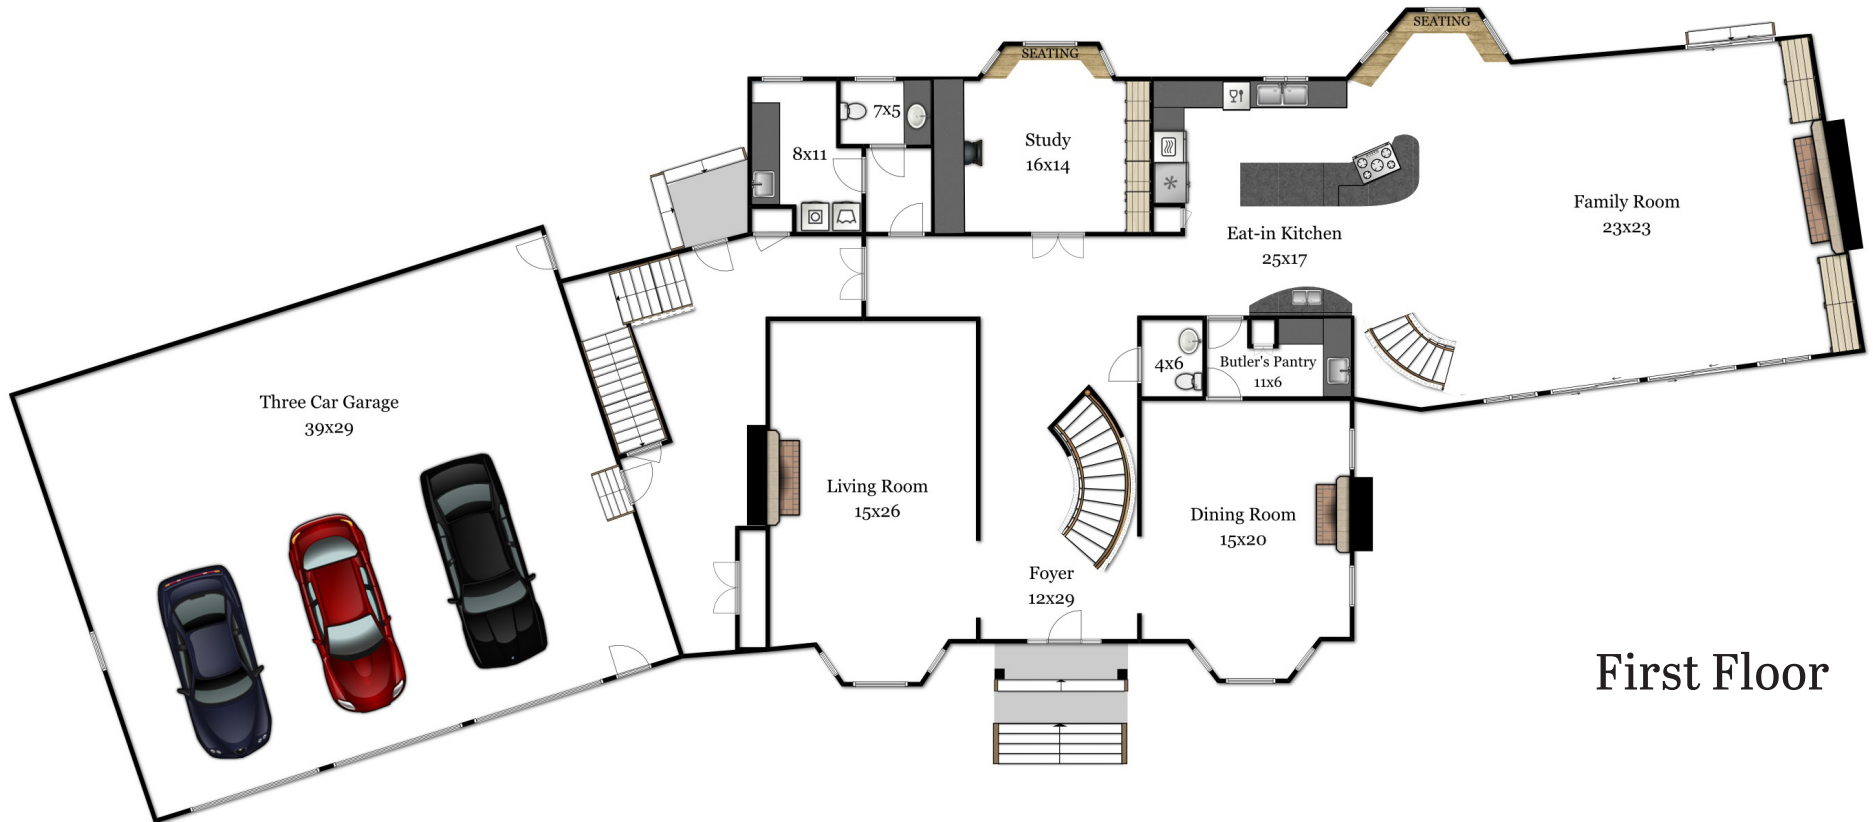 SEATING
SEATING
7x5
8x11
Study
16x14
Family Room
23x23
Eat-in Kitchen
25x17
4x6
Butler's Pantry
11x6
Three Car Garage
39x29
Living Room
15x26
Dining Room
15x20
Foyer
12x29
First Floor